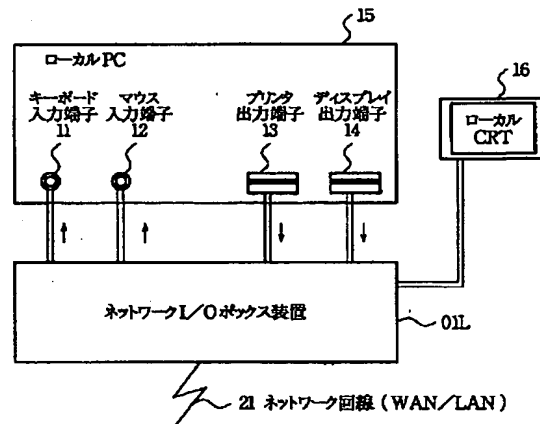 15
ローカルPC
16
キーボード
入力端子
11
マウス
入力端子
12
プリンタ
出力端子
13
ディスプレイ
出力端子
14
ローカル
CRT
ネットワークI/Oボックス装置
01L
21 ネットワーク回線(WAN/LAN)